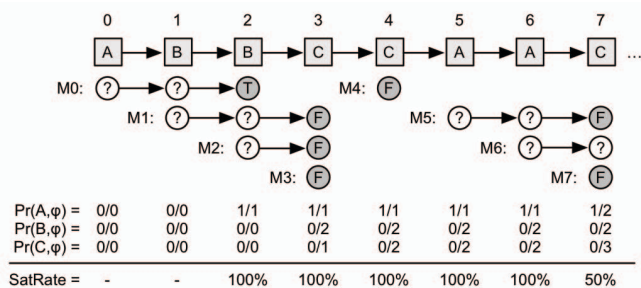 0 1 2 3 4 5 6 7
A B B C C A A C ...
M0: ? ? T M4: F
M1: ? ? F M5: ? ? F
M2: ? F M6: ? ?
M3: F M7: F
Pr(A,φ) = 0/0 0/0 1/1 1/1 1/1 1/1 1/1 1/2
Pr(B,φ) = 0/0 0/0 0/0 0/2 0/2 0/2 0/2 0/2
Pr(C,φ) = 0/0 0/0 0/0 0/1 0/2 0/2 0/2 0/3
SatRate = - - 100% 100% 100% 100% 100% 50%